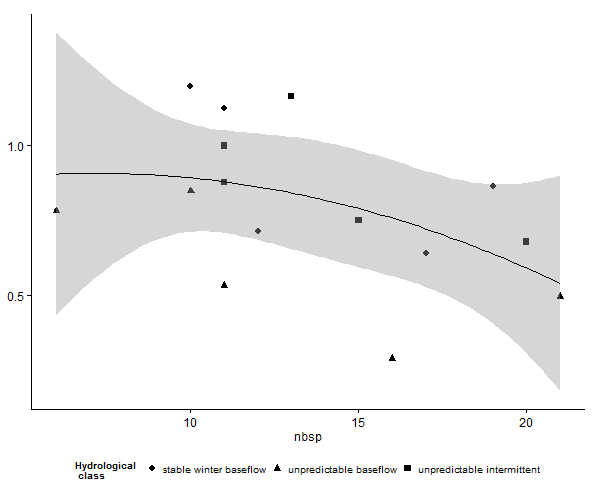 1.0
0.5
10 15 20
nbsp
Hydrological
class
stable winter baseflow unpredictable baseflow unpredictable intermittent